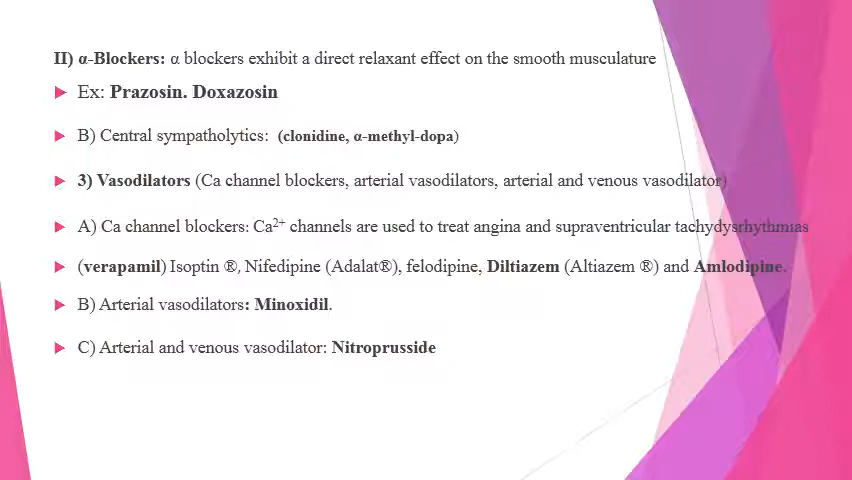 II) α-Blockers: α blockers exhibit a direct relaxant effect on the smooth musculature
Ex: Prazosin. Doxazosin
B) Central sympatholytics: (clonidine, α-methyl-dopa)
3) Vasodilators (Ca channel blockers, arterial vasodilators, arterial and venous vasodilator)
A) Ca channel blockers: Ca²⁺ channels are used to treat angina and supraventricular tachydysrhythmias
(verapamil) Isoptin ®, Nifedipine (Adalat®), felodipine, Diltiazem (Altiazem ®) and Amlodipine.
B) Arterial vasodilators: Minoxidil.
C) Arterial and venous vasodilator: Nitroprusside